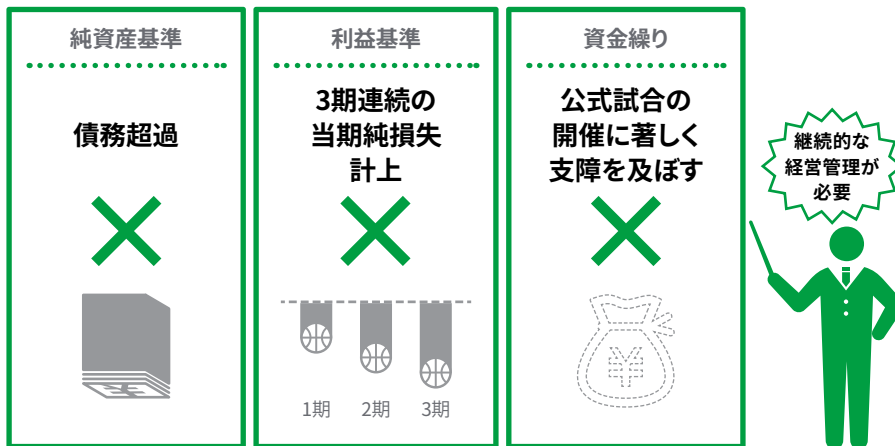 純資産基準
債務超過
利益基準
3期連続の
当期純損失
計上
1期
2期
3期
資金繰り
公式試合の
開催に著しく
支障を及ぼす
¥
継続的な
経営管理が
必要